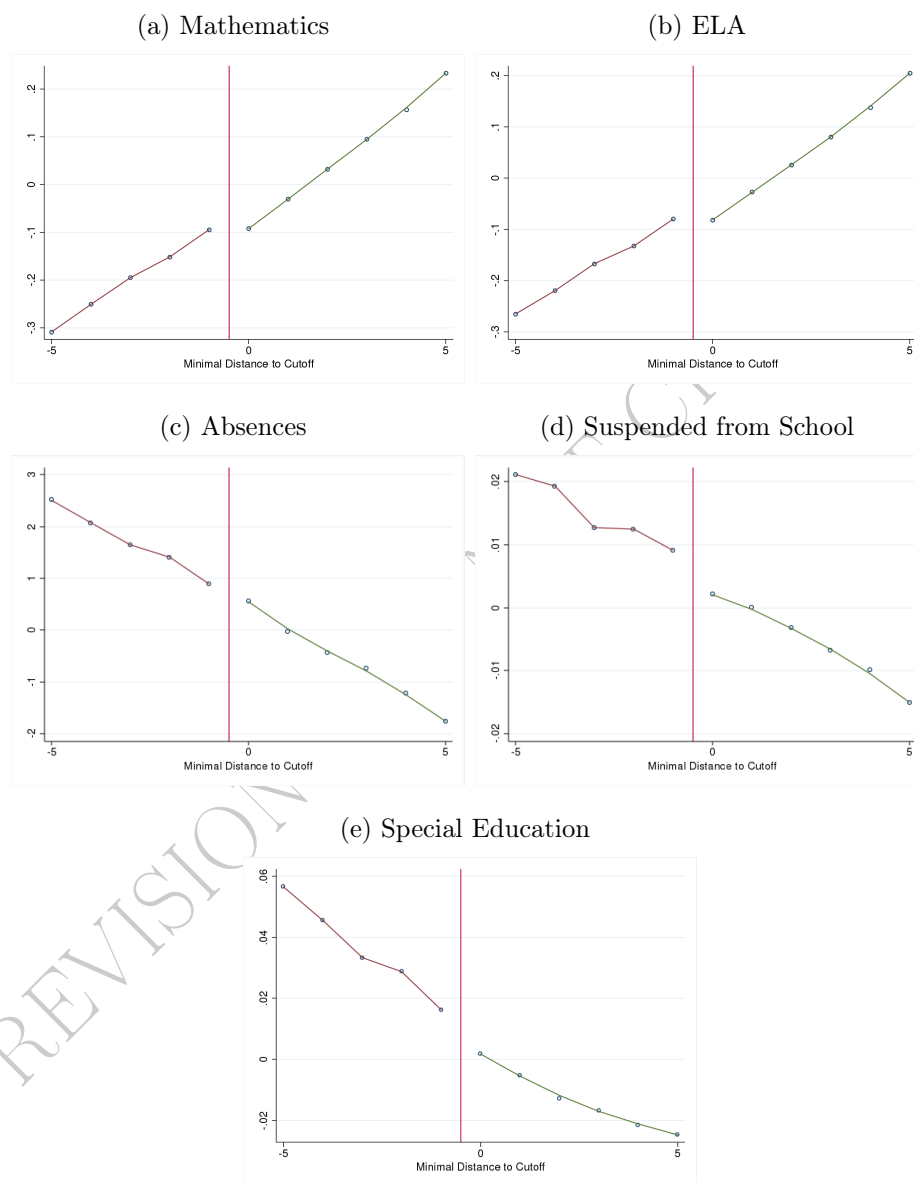 (a) Mathematics
(b) ELA
.2
.1
0
-.1
-.2
-.3
-5 0 5
Minimal Distance to Cutoff
.2
.1
0
-.1
-.2
-.3
-5 0 5
Minimal Distance to Cutoff
(c) Absences
(d) Suspended from School
3
2
1
0
-1
-2
-5 0 5
Minimal Distance to Cutoff
.02
.01
0
-.01
-.02
-5 0 5
Minimal Distance to Cutoff
(e) Special Education
.06
.04
.02
0
-.02
-5 0 5
Minimal Distance to Cutoff
REVISION